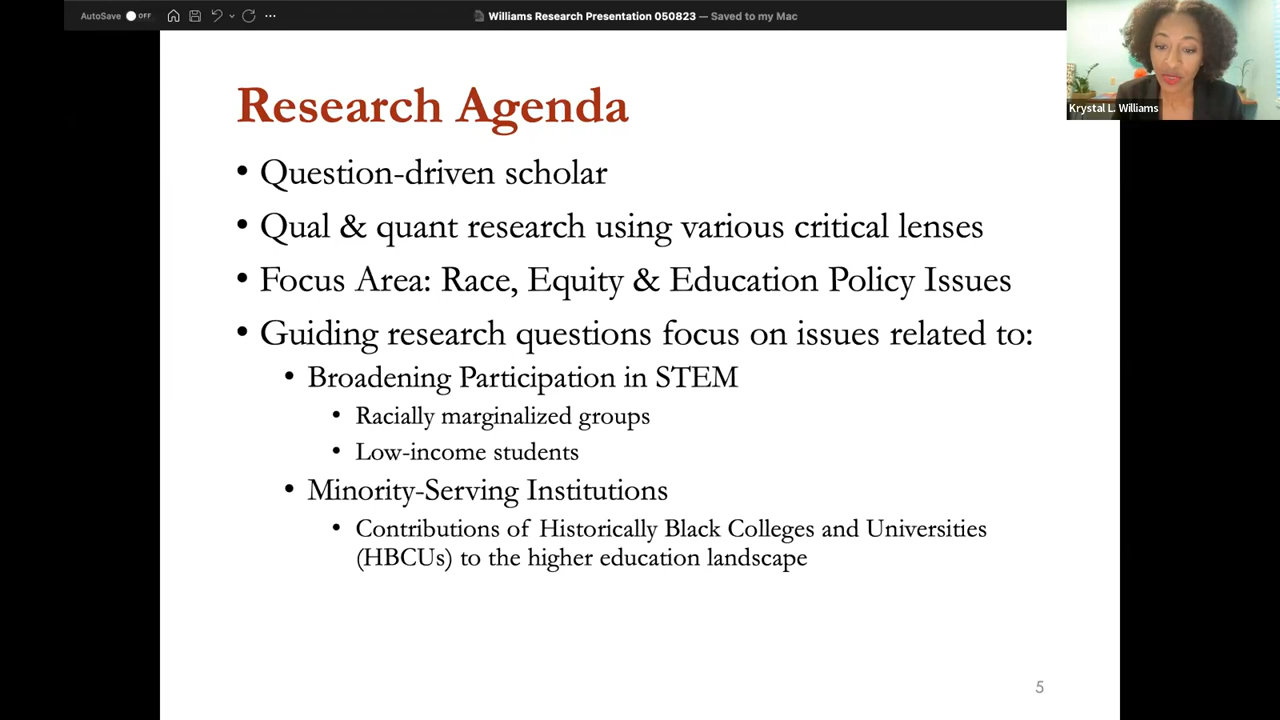 AutoSave OFF
Williams Research Presentation 050823 — Saved to my Mac
Krystal L. Williams
Research Agenda
• Question-driven scholar
• Qual & quant research using various critical lenses
• Focus Area: Race, Equity & Education Policy Issues
• Guiding research questions focus on issues related to:
• Broadening Participation in STEM
• Racially marginalized groups
• Low-income students
• Minority-Serving Institutions
• Contributions of Historically Black Colleges and Universities
(HBCUs) to the higher education landscape
5